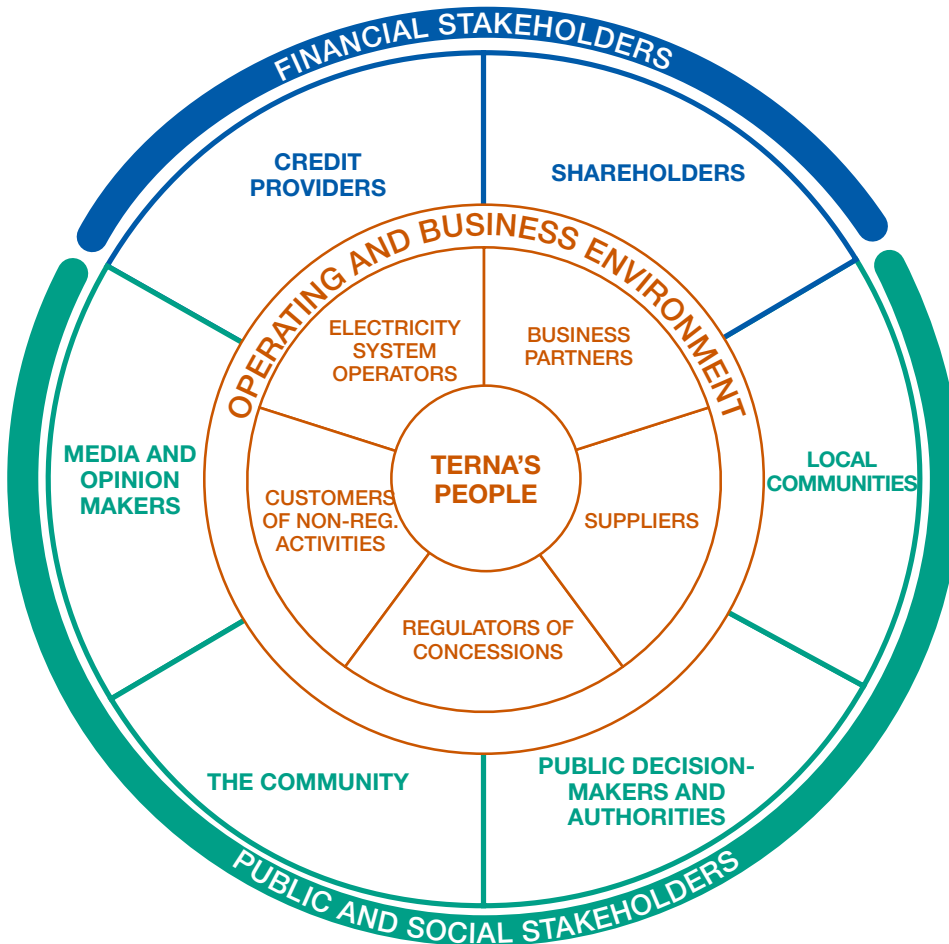 FINANCIAL STAKEHOLDERS
CREDIT
PROVIDERS
SHAREHOLDERS
OPERATING AND BUSINESS ENVIRONMENT
ELECTRICITY
SYSTEM
OPERATORS
BUSINESS
PARTNERS
MEDIA AND
OPINION
MAKERS
TERNA'S
PEOPLE
LOCAL
COMMUNITIES
CUSTOMERS
OF NON-REG.
ACTIVITIES
SUPPLIERS
REGULATORS OF
CONCESSIONS
THE COMMUNITY
PUBLIC DECISION-
MAKERS AND
AUTHORITIES
PUBLIC AND SOCIAL STAKEHOLDERS